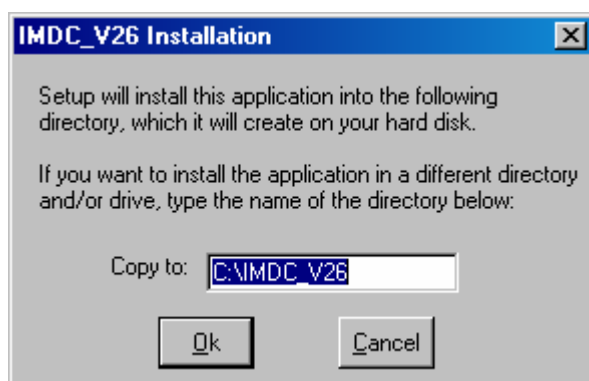 IMDC_V26 Installation
Setup will install this application into the following
directory, which it will create on your hard disk.
If you want to install the application in a different directory
and/or drive, type the name of the directory below:
Copy to: C:\IMDC_V26
Ok Cancel